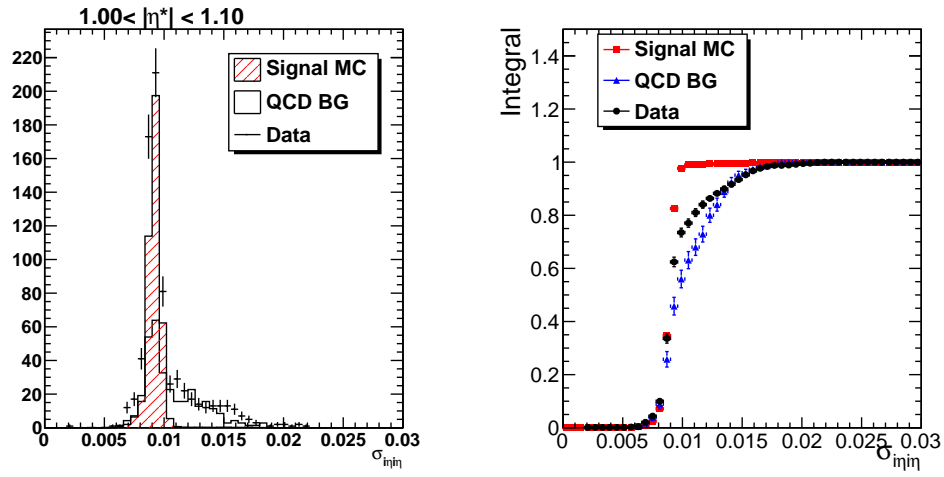 1.00< |η*| < 1.10
220
200
180
160
140
120
100
80
60
40
20
0
Signal MC
QCD BG
Data
0 0.005 0.01 0.015 0.02 0.025 0.03
σiηiη
Integral
1.4
1.2
1
0.8
0.6
0.4
0.2
0
Signal MC
QCD BG
Data
0 0.005 0.01 0.015 0.02 0.025 0.03
σiηiη